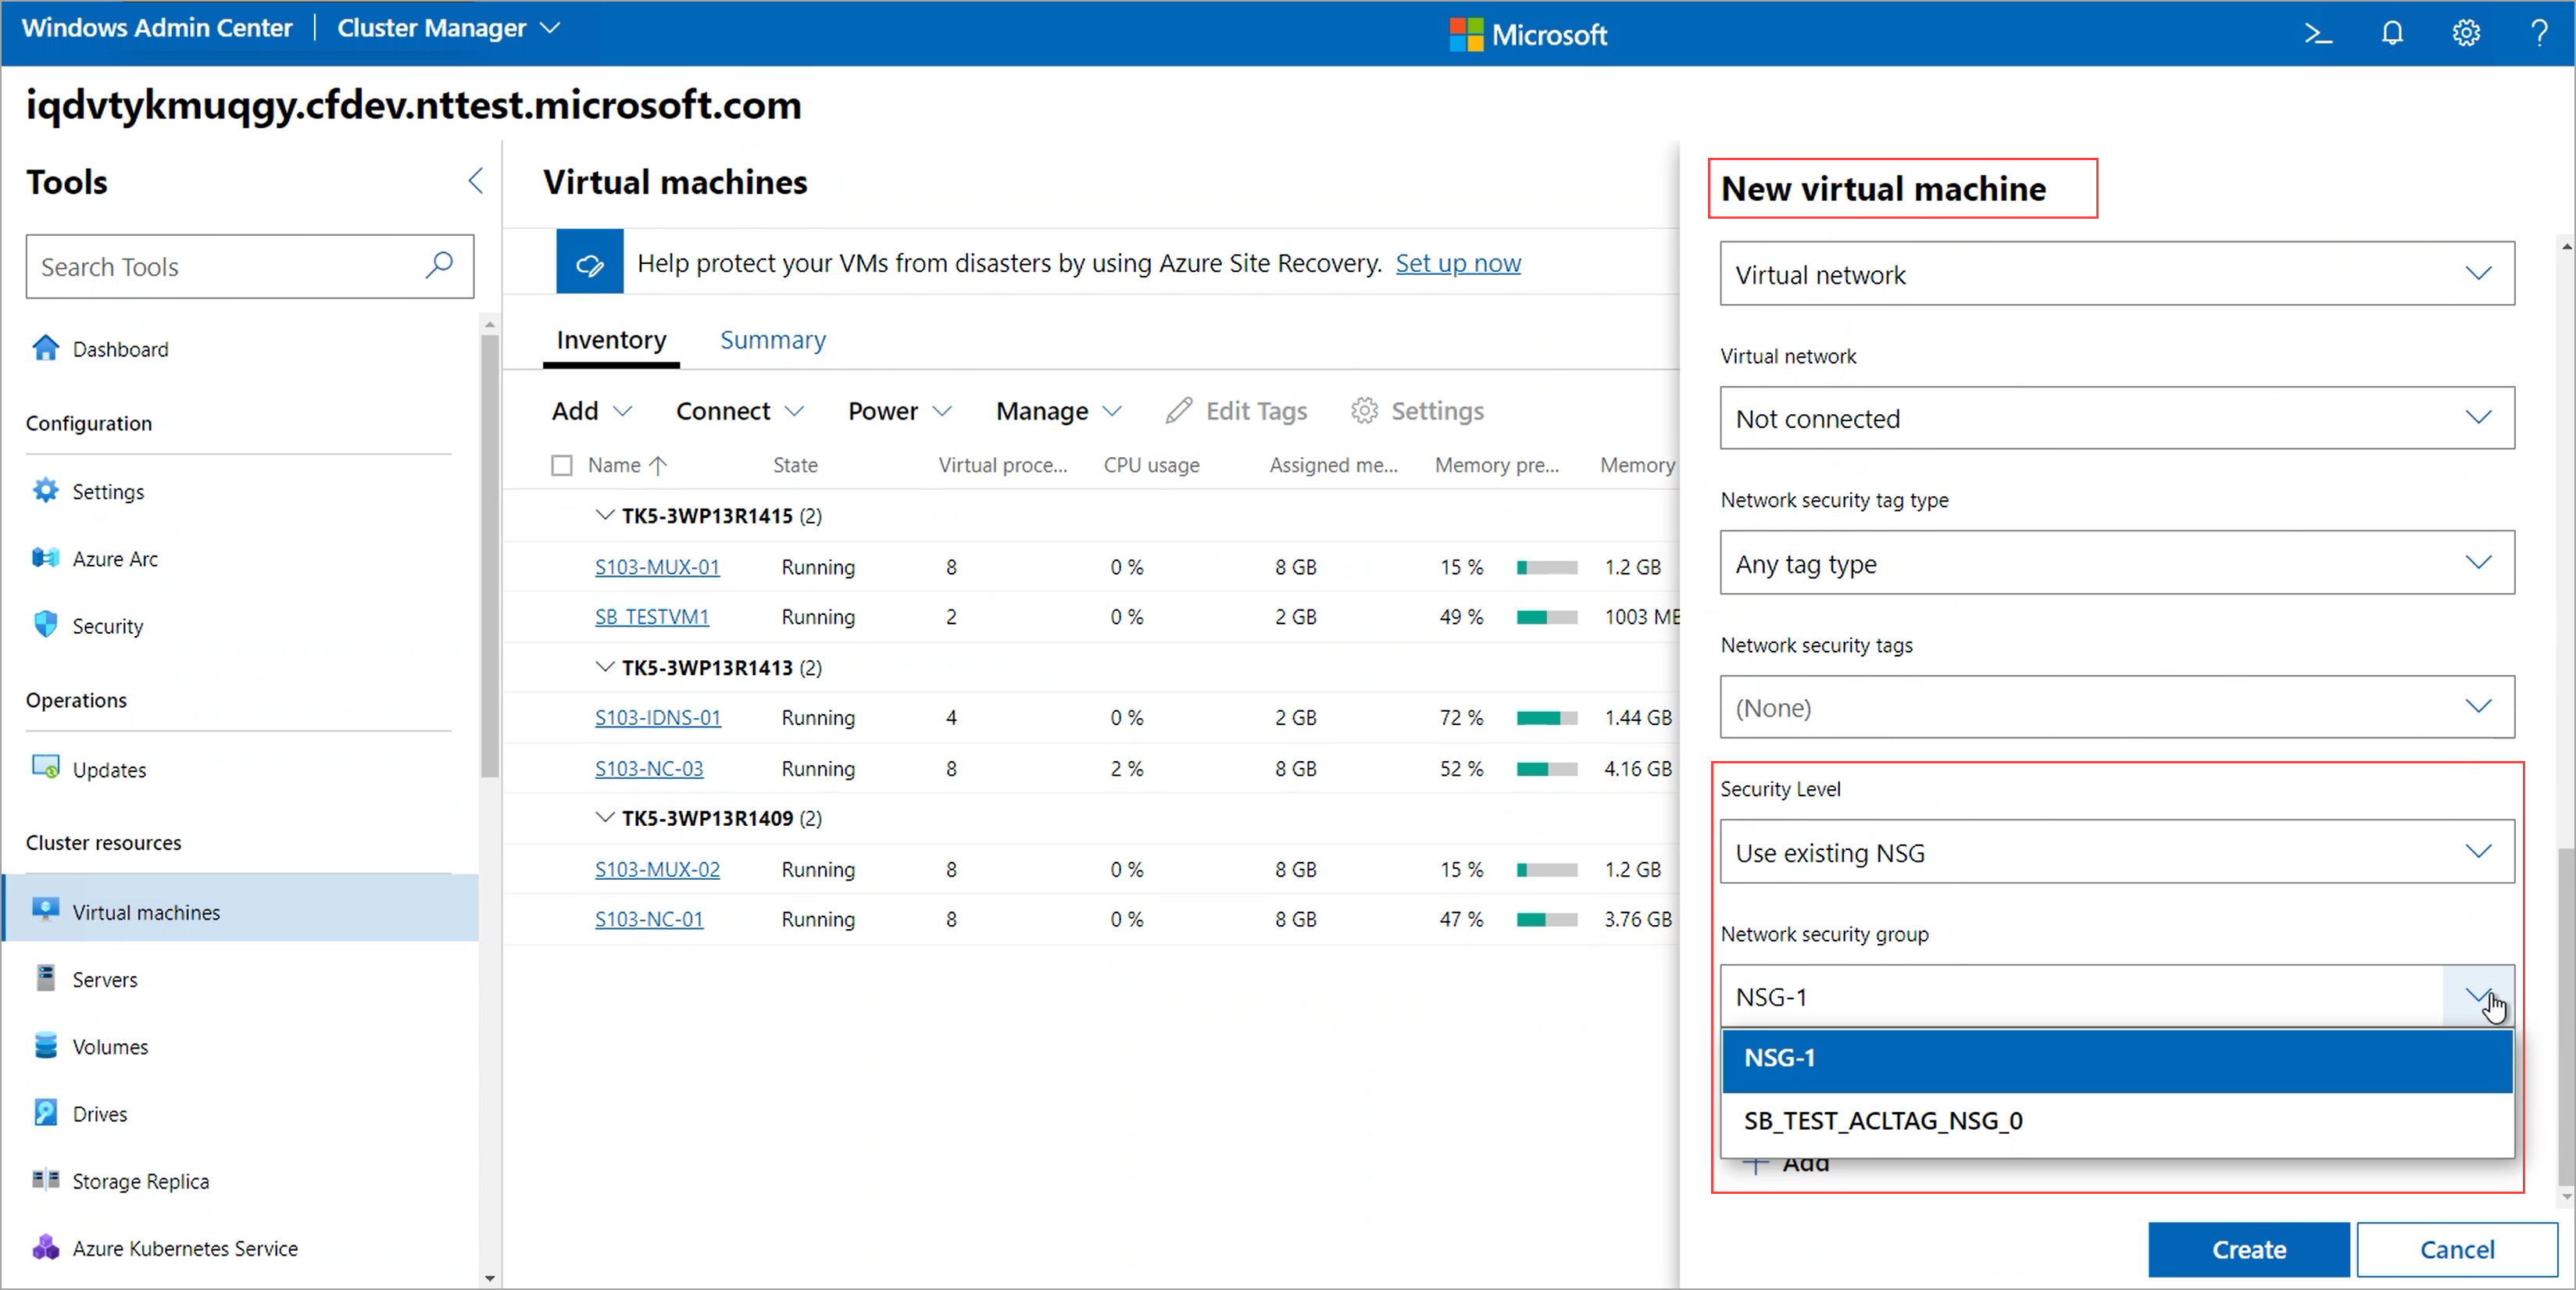 Windows Admin Center | Cluster Manager
Microsoft
iqdvtykmuqgy.cfdev.nttest.microsoft.com
Tools
Search Tools
Dashboard
Configuration
Settings
Azure Arc
Security
Operations
Updates
Cluster resources
Virtual machines
Servers
Volumes
Drives
Storage Replica
Azure Kubernetes Service
Virtual machines
Help protect your VMs from disasters by using Azure Site Recovery. Set up now
Inventory Summary
Add Connect Power Manage Edit Tags Settings
Name State Virtual proce... CPU usage Assigned me... Memory pre... Memory
TK5-3WP13R1415 (2)
S103-MUX-01 Running 8 0 % 8 GB 15 % 1.2 GB
SB_TESTVM1 Running 2 0 % 2 GB 49 % 1003 MB
TK5-3WP13R1413 (2)
S103-IDNS-01 Running 4 0 % 2 GB 72 % 1.44 GB
S103-NC-03 Running 8 2 % 8 GB 52 % 4.16 GB
TK5-3WP13R1409 (2)
S103-MUX-02 Running 8 0 % 8 GB 15 % 1.2 GB
S103-NC-01 Running 8 0 % 8 GB 47 % 3.76 GB
New virtual machine
Virtual network
Virtual network
Not connected
Network security tag type
Any tag type
Network security tags
(None)
Security Level
Use existing NSG
Network security group
NSG-1
NSG-1
SB_TEST_ACLTAG_NSG_0
Add
Create Cancel